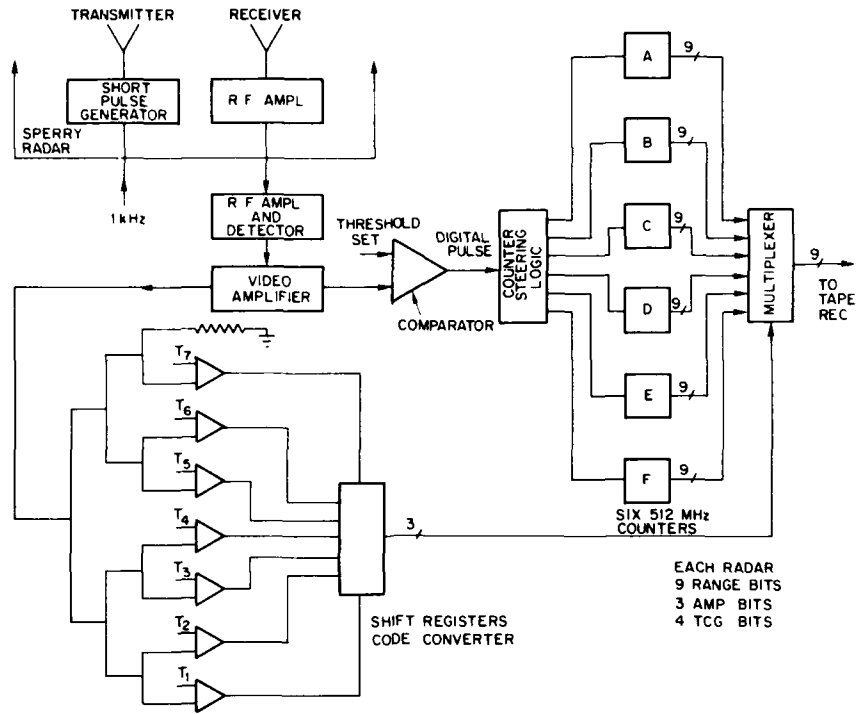 TRANSMITTER
RECEIVER
SHORT
PULSE
GENERATOR
R F AMPL
SPERRY
RADAR
1 kHz
R F AMPL
AND
DETECTOR
VIDEO
AMPLIFIER
THRESHOLD
SET
DIGITAL
PULSE
COMPARATOR
COUNTER
STEERING
LOGIC
A
9
B
9
C
9
D
9
E
9
F
9
SIX 512 MHz
COUNTERS
MULTIPLEXER
9
TO
TAPE
REC
T7
T6
T5
T4
T3
T2
T1
3
SHIFT REGISTERS
CODE CONVERTER
EACH RADAR
9 RANGE BITS
3 AMP BITS
4 TCG BITS